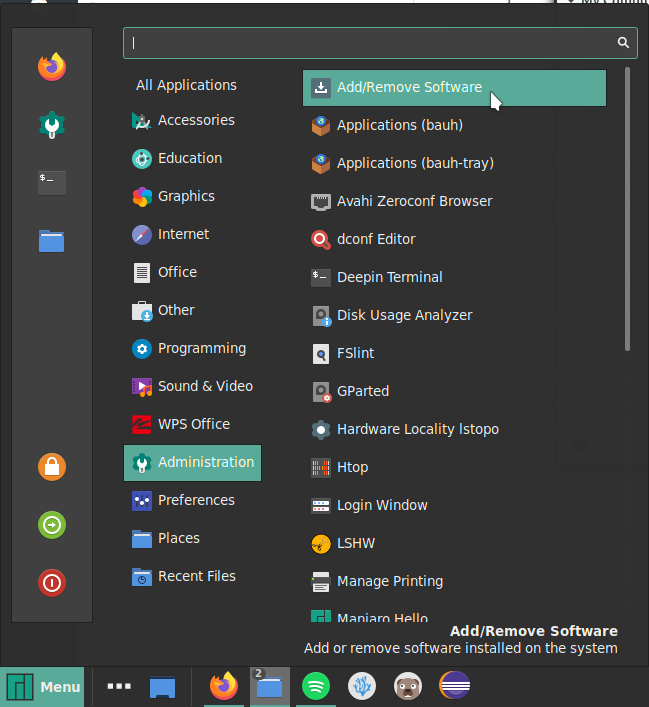 All Applications
Accessories
Education
Graphics
Internet
Office
Other
Programming
Sound & Video
WPS Office
Administration
Preferences
Places
Recent Files
Add/Remove Software
Applications (bauh)
Applications (bauh-tray)
Avahi Zeroconf Browser
dconf Editor
Deepin Terminal
Disk Usage Analyzer
FSlint
GParted
Hardware Locality lstopo
Htop
Login Window
LSHW
Manage Printing
Manjaro Hello
Add/Remove Software
Add or remove software installed on the system
Menu
2